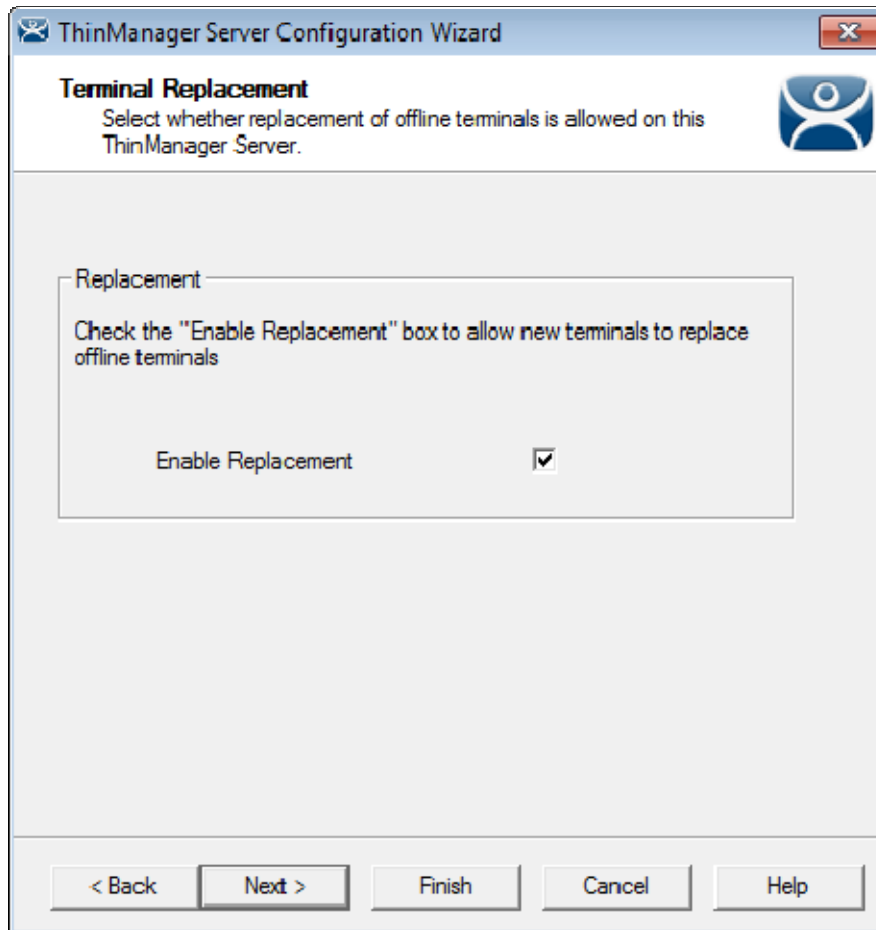 ThinManager Server Configuration Wizard
Terminal Replacement
Select whether replacement of offline terminals is allowed on this
ThinManager Server.
Replacement
Check the "Enable Replacement" box to allow new terminals to replace
offline terminals
Enable Replacement
< Back
Next >
Finish
Cancel
Help